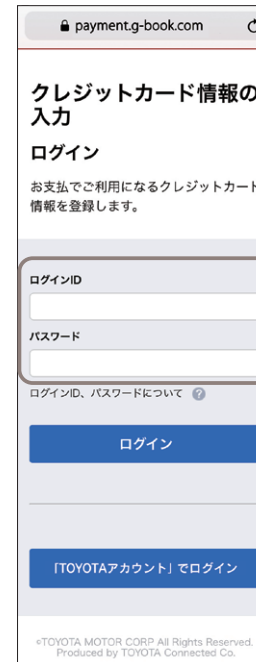 payment.g-book.com
クレジットカード情報の
入力
ログイン
お支払でご利用になるクレジットカード
情報を登録します。
ログインID
パスワード
ログインID、パスワードについて ?
ログイン
「TOYOTAアカウント」でログイン
©TOYOTA MOTOR CORP All Rights Reserved.
Produced by TOYOTA Connected Co.